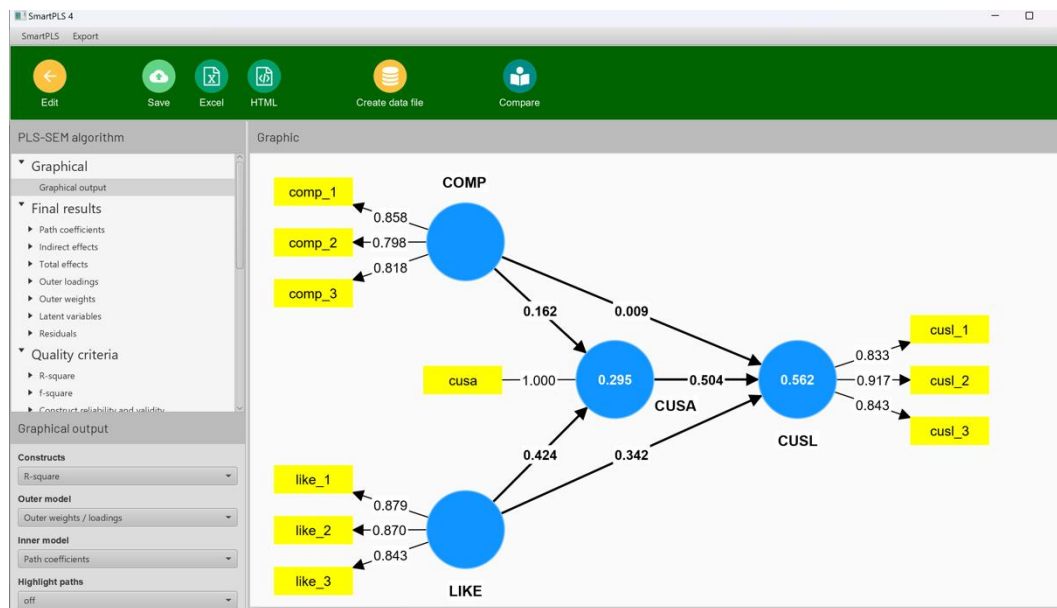 SmartPLS 4
SmartPLS Export
Edit Save Excel HTML Create data file Compare
PLS-SEM algorithm
Graphical
Graphical output
Final results
Path coefficients
Indirect effects
Total effects
Outer loadings
Outer weights
Latent variables
Residuals
Quality criteria
R-square
f-square
Construct reliability and validity
Graphical output
Constructs
R-square
Outer model
Outer weights / loadings
Inner model
Path coefficients
Highlight paths
off
Graphic
COMP
comp_1
0.858
comp_2
0.798
comp_3
0.818
0.162
0.009
cusa
1.000
0.295
CUSA
0.504
0.562
CUSL
0.833
cusl_1
0.917
cusl_2
0.843
cusl_3
0.424
0.342
like_1
0.879
like_2
0.870
like_3
0.843
LIKE